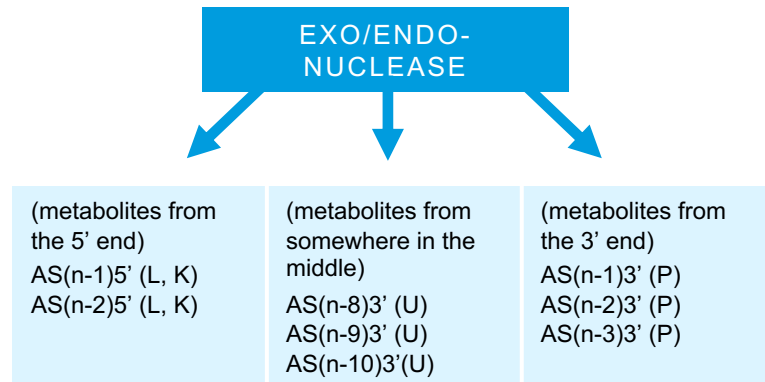 EXO/ENDO-
NUCLEASE
(metabolites from
the 5’ end)
AS(n-1)5’ (L, K)
AS(n-2)5’ (L, K)
(metabolites from
somewhere in the
middle)
AS(n-8)3’ (U)
AS(n-9)3’ (U)
AS(n-10)3’(U)
(metabolites from
the 3’ end)
AS(n-1)3’ (P)
AS(n-2)3’ (P)
AS(n-3)3’ (P)